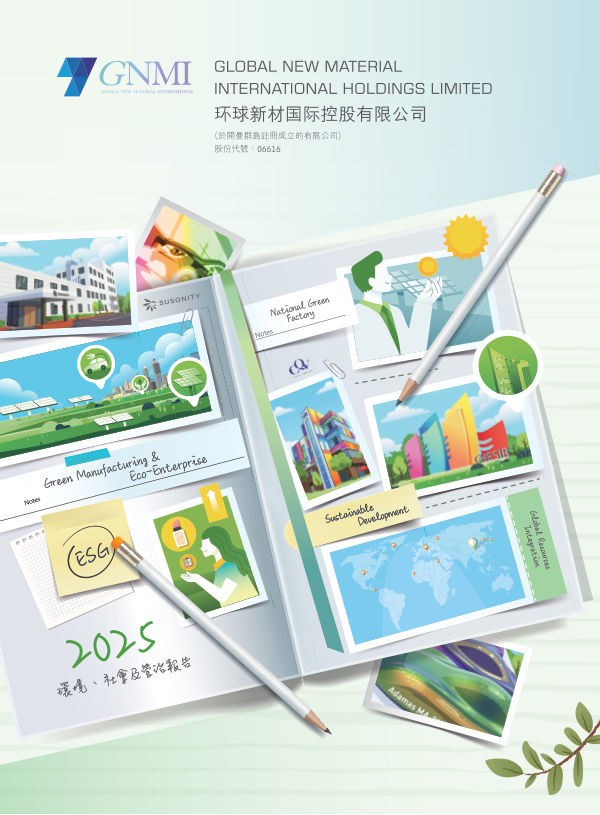 GNMI
GLOBAL NEW MATERIAL INTERNATIONAL
GLOBAL NEW MATERIAL
INTERNATIONAL HOLDINGS LIMITED
环球新材国际控股有限公司
(於開曼群島註冊成立的有限公司)
股份代號：06616
SUSONITY
National Green
Factory
Notes
Green Manufacturing &
Eco-Enterprise
Notes
CHESIR
Sustainable
Development
ESG
Global Resources
Integration
2025
環境、社會及管治報告